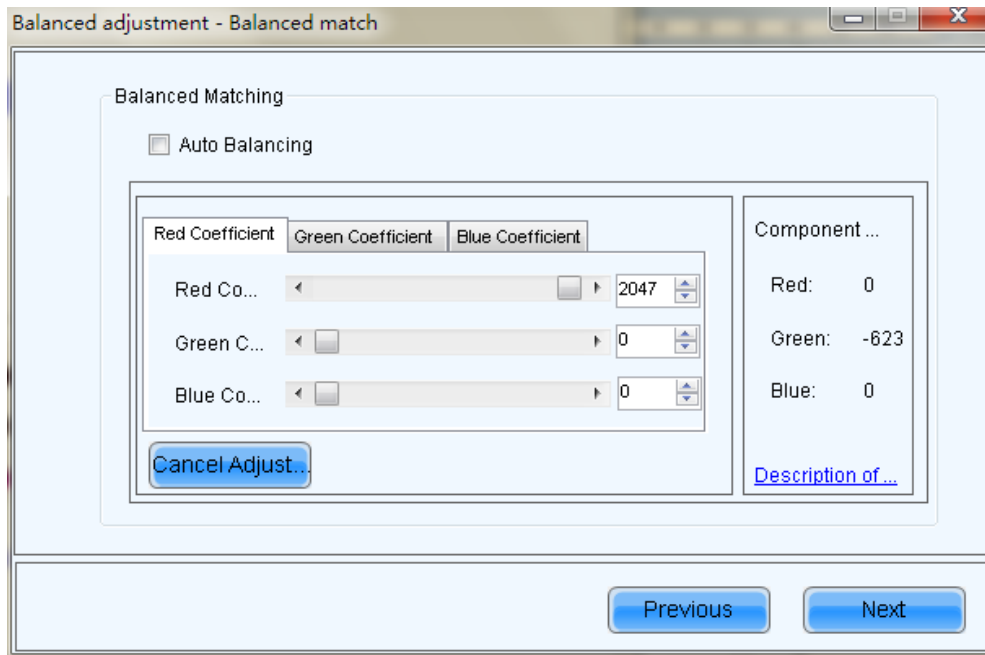 Balanced adjustment - Balanced match
Balanced Matching
Auto Balancing
Red Coefficient Green Coefficient Blue Coefficient
Red Co... 2047
Green C... 0
Blue Co... 0
Cancel Adjust...
Component ...
Red: 0
Green: -623
Blue: 0
Description of ...
Previous Next